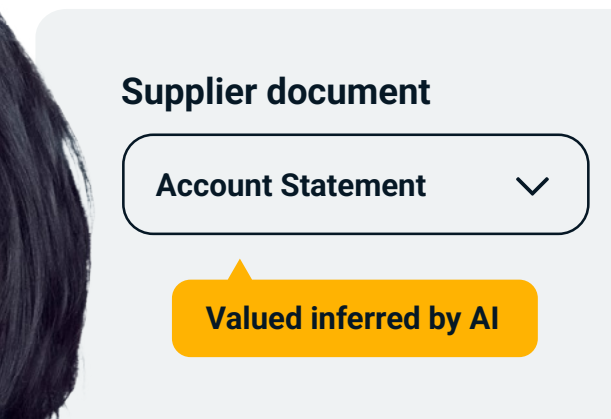 Supplier document
Account Statement
Valued inferred by AI